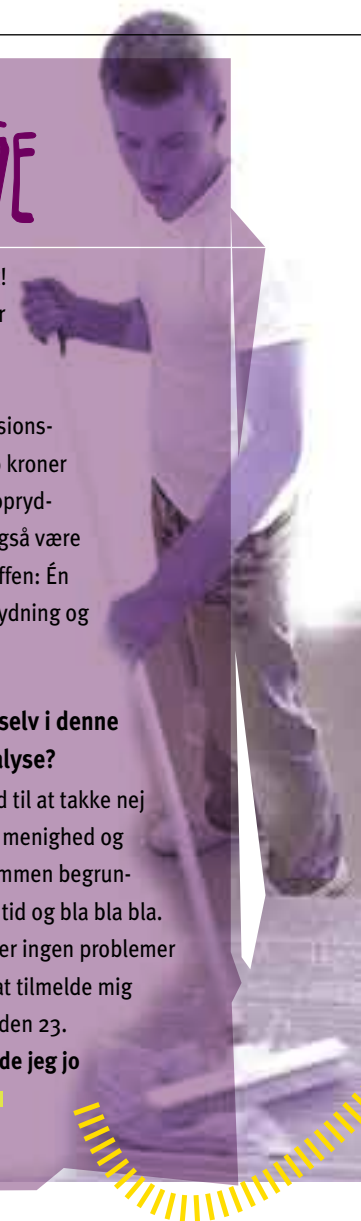 !
r
sions-
kroner
opryd-
gså være
ffen: Én
ydning og
selv i denne
alyse?
d til at takke nej
menighed og
mmen begrun-
tid og bla bla bla.
er ingen problemer
at tilmelde mig
den 23.
de jeg jo